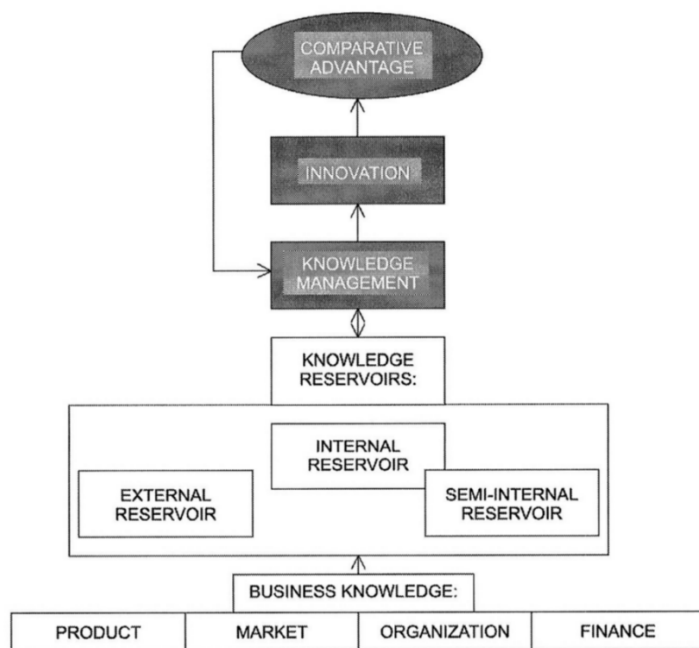 COMPARATIVE
ADVANTAGE
INNOVATION
KNOWLEDGE
MANAGEMENT
KNOWLEDGE
RESERVOIRS:
INTERNAL
RESERVOIR
EXTERNAL
RESERVOIR
SEMI-INTERNAL
RESERVOIR
BUSINESS KNOWLEDGE:
PRODUCT
MARKET
ORGANIZATION
FINANCE